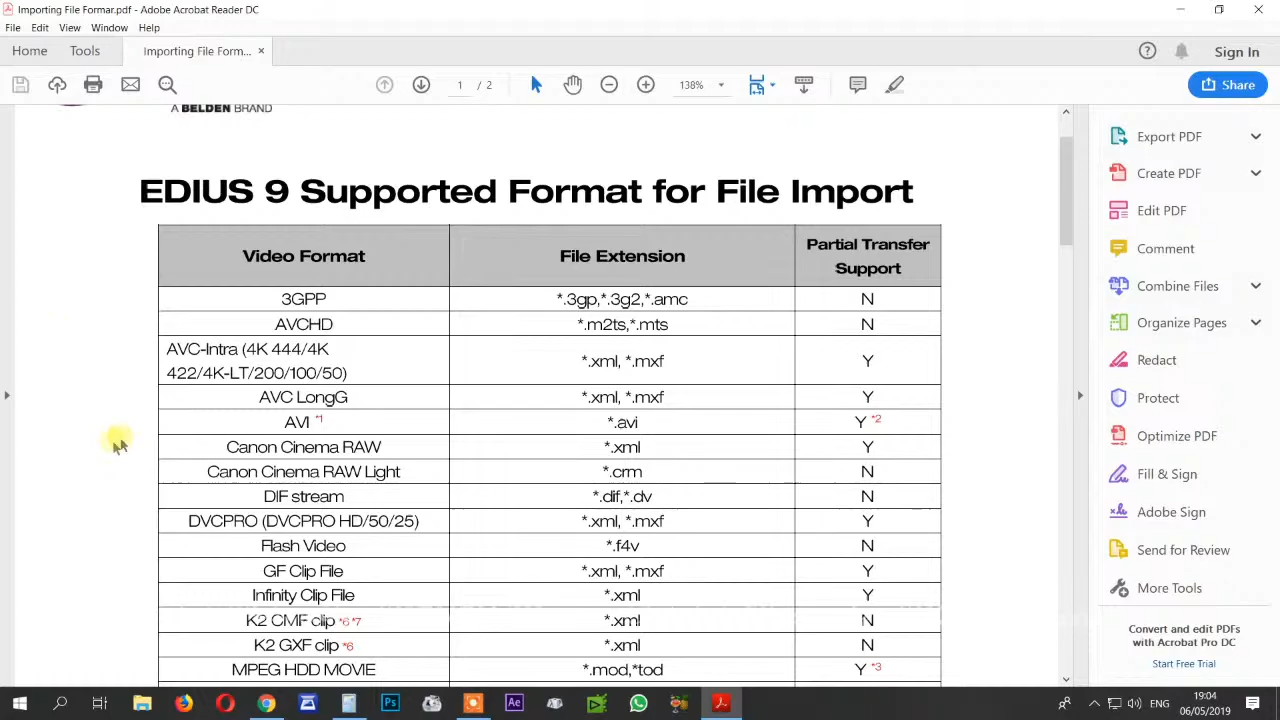 Importing File Formar.pdf - Adobe Acrobat Reader DC
File Edit View Window Help
Home Tools Importing File Form... × Sign In
1 / 2 138% Share
A BELDEN BRAND
EDIUS 9 Supported Format for File Import
Video Format File Extension Partial Transfer Support
3GPP *.3gp,*.3g2,*.amc N
AVCHD *.m2ts,*.mts N
AVC-Intra (4K 444/4K
422/4K-LT/200/100/50) *.xml, *.mxf Y
AVC LongG *.xml, *.mxf Y
AVI *1 *.avi Y *2
Canon Cinema RAW *.xml Y
Canon Cinema RAW Light *.crm N
DIF stream *.dif,*.dv N
DVCPRO (DVCPRO HD/50/25) *.xml, *.mxf Y
Flash Video *.f4v N
GF Clip File *.xml, *.mxf Y
Infinity Clip File *.xml Y
K2 CMF clip *6 *7 *.xml N
K2 GXF clip *6 *.xml N
MPEG HDD MOVIE *.mod,*tod Y *3
Export PDF
Create PDF
Edit PDF
Comment
Combine Files
Organize Pages
Redact
Protect
Optimize PDF
Fill & Sign
Adobe Sign
Send for Review
More Tools
Convert and edit PDFs
with Acrobat Pro DC
Start Free Trial
Ps Ae ENG 19:04
06/05/2019